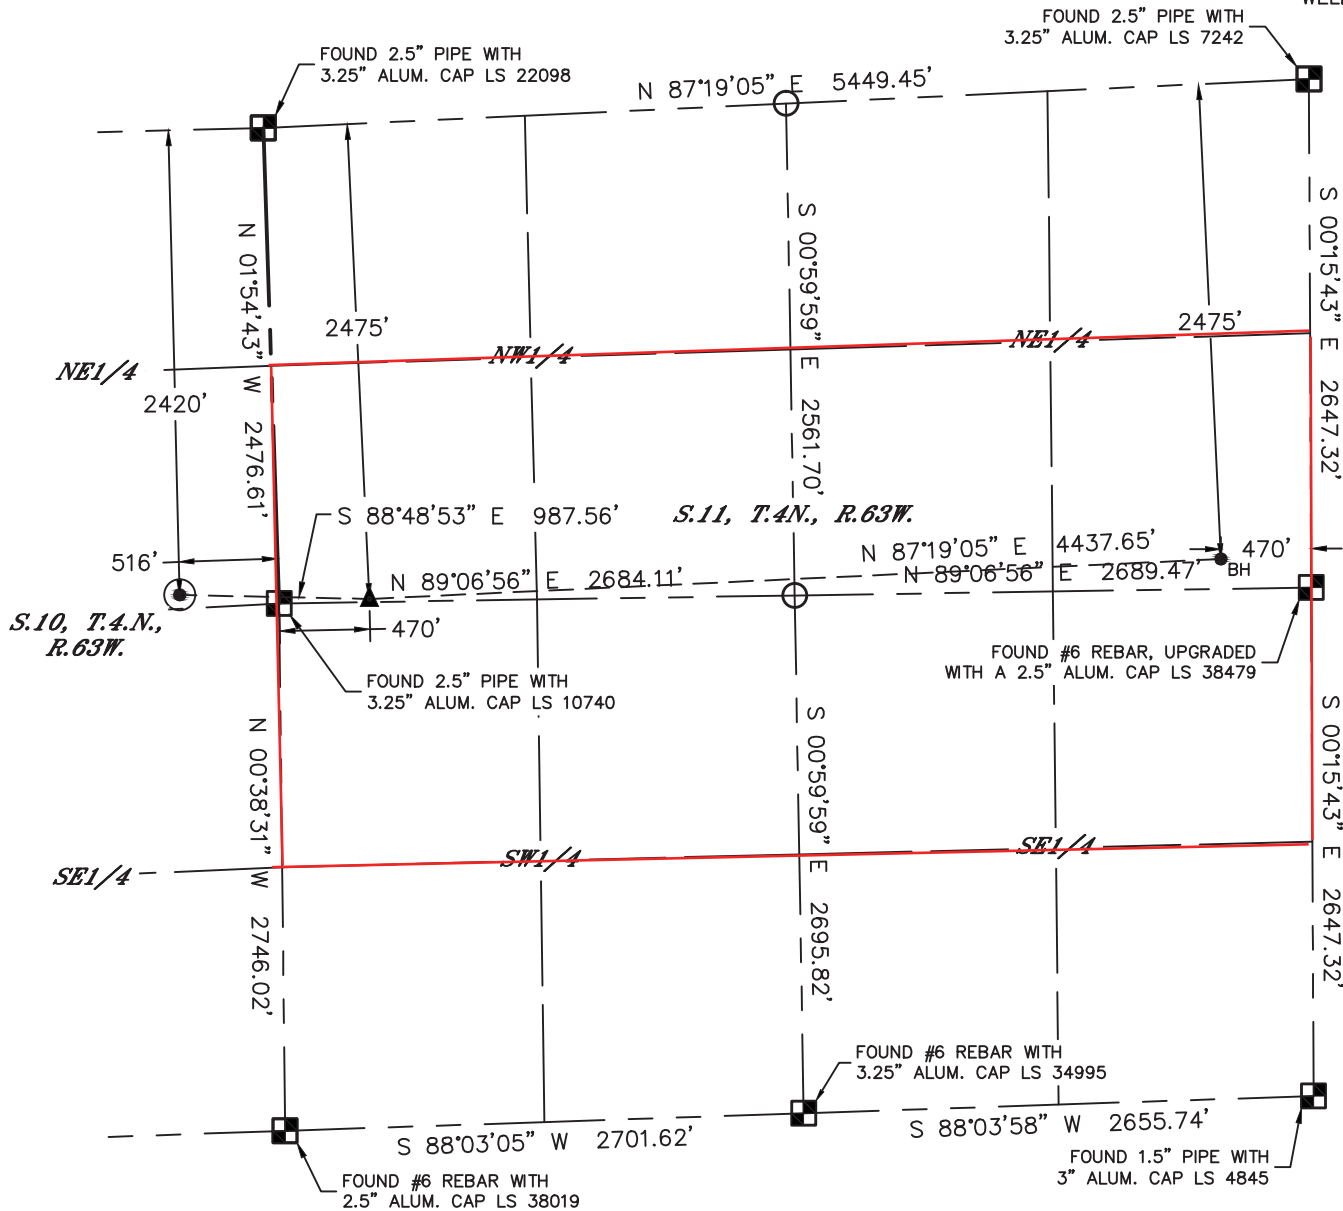 FOUND 2.5" PIPE WITH
3.25" ALUM. CAP LS 7242
FOUND 2.5" PIPE WITH
3.25" ALUM. CAP LS 22098
N 87°19'05" E 5449.45'
N 01°54'43" W 2476.61'
S 00°59'59" E 2561.70'
S 00°15'43" E 2647.32'
2475'
2475'
NW1/4
NE1/4
NE1/4
2420'
S 88°48'53" E 987.56'
S.11, T.4N., R.63W.
516'
N 87°19'05" E 4437.65'
470'
N 89°06'56" E 2684.11'
N 89°06'56" E 2689.47'
BH
S.10, T.4.N.,
R.63W.
470'
FOUND #6 REBAR, UPGRADED
WITH A 2.5" ALUM. CAP LS 38479
FOUND 2.5" PIPE WITH
3.25" ALUM. CAP LS 10740
N 00°38'31" W 2746.02'
S 00°59'59" E 2695.82'
S 00°15'43" E 2647.32'
SE1/4
SW1/4
SE1/4
FOUND #6 REBAR WITH
3.25" ALUM. CAP LS 34995
S 88°03'05" W 2701.62'
S 88°03'58" W 2655.74'
FOUND 1.5" PIPE WITH
3" ALUM. CAP LS 4845
FOUND #6 REBAR WITH
2.5" ALUM. CAP LS 38019